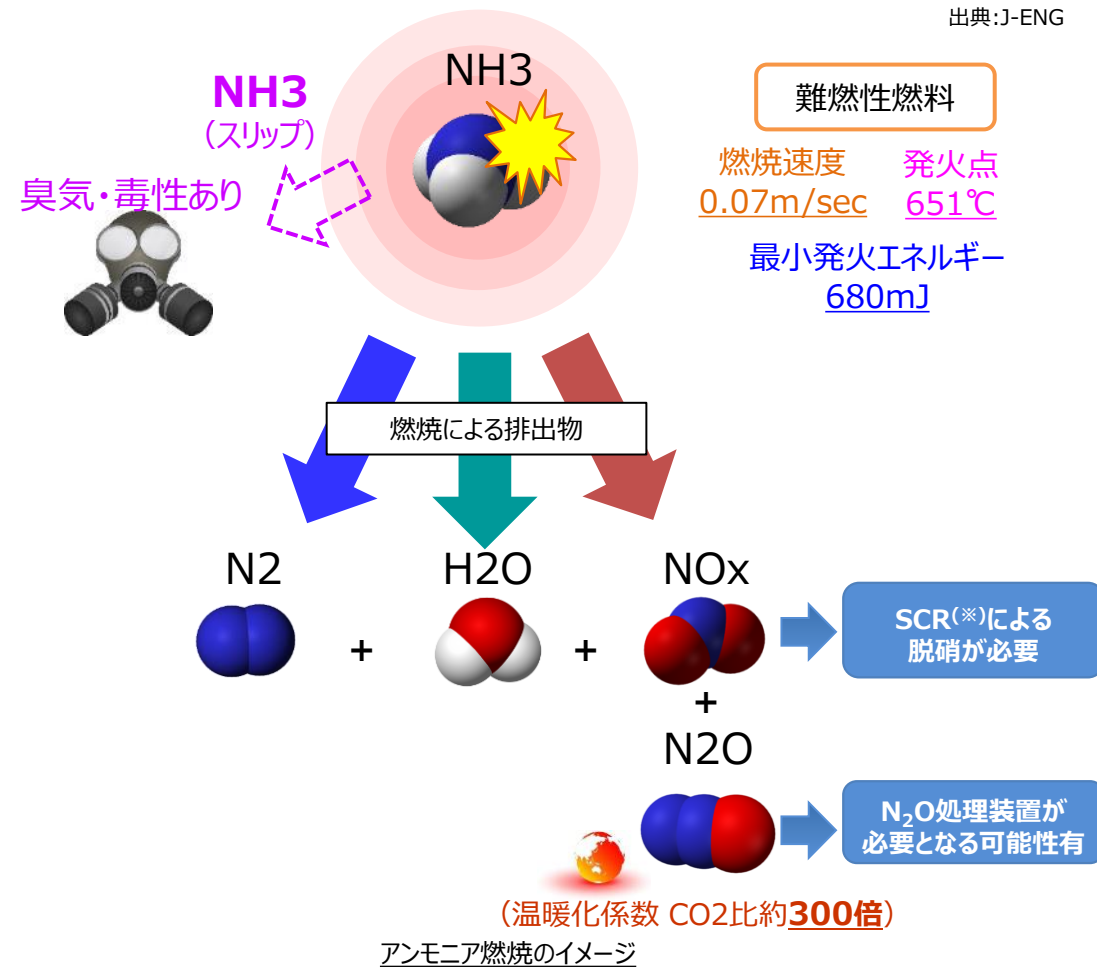 出典:J-ENG
NH3
NH3
(スリップ)
臭気・毒性あり
難燃性燃料
燃焼速度
0.07m/sec
発火点
651℃
最小発火エネルギー
680mJ
燃焼による排出物
N2
H2O
NOx
+
+
SCR(※)による
脱硝が必要
+
N2O
N₂O処理装置が
必要となる可能性有
(温暖化係数 CO2比約300倍)
アンモニア燃焼のイメージ